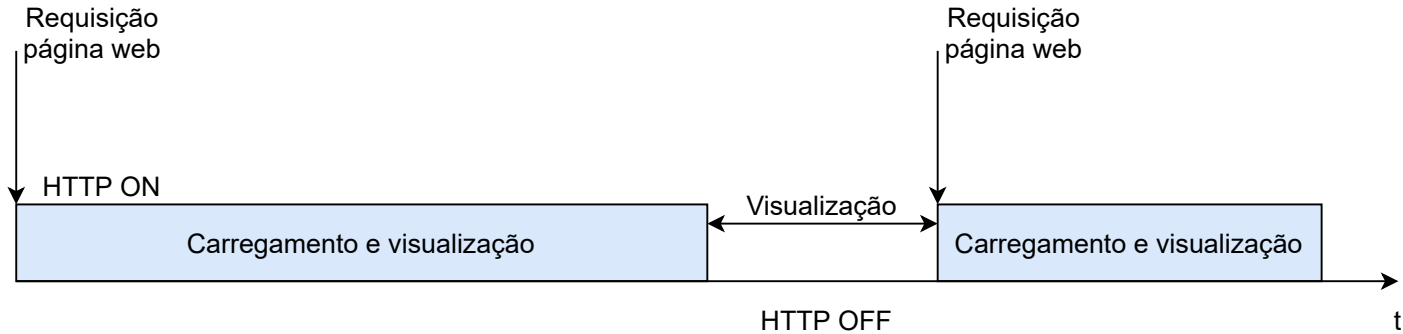 Requisição
página web
Requisição
página web
HTTP ON
Visualização
Carregamento e visualização
Carregamento e visualização
HTTP OFF
t